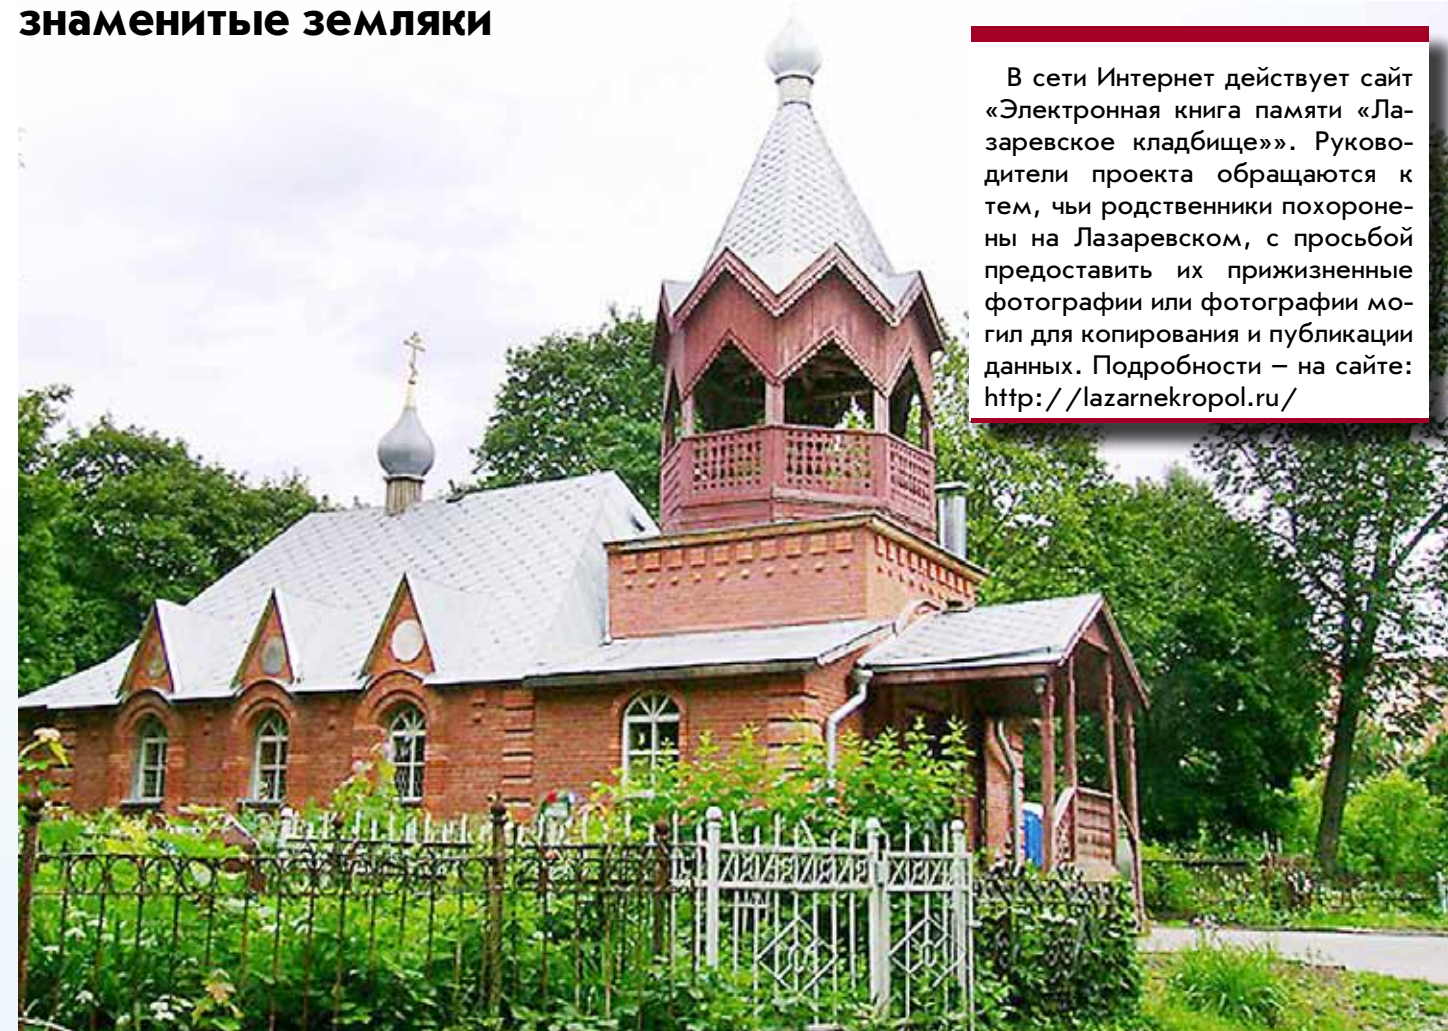 знаменитые земляки
В сети Интернет действует сайт
«Электронная книга памяти «Ла-
заревское кладбище»». Руково-
дители проекта обращаются к
тем, чьи родственники похороне-
ны на Лазаревском, с просьбой
предоставить их прижизненные
фотографии или фотографии мо-
гил для копирования и публикации
данных. Подробности – на сайте:
http://lazarnekropol.ru/